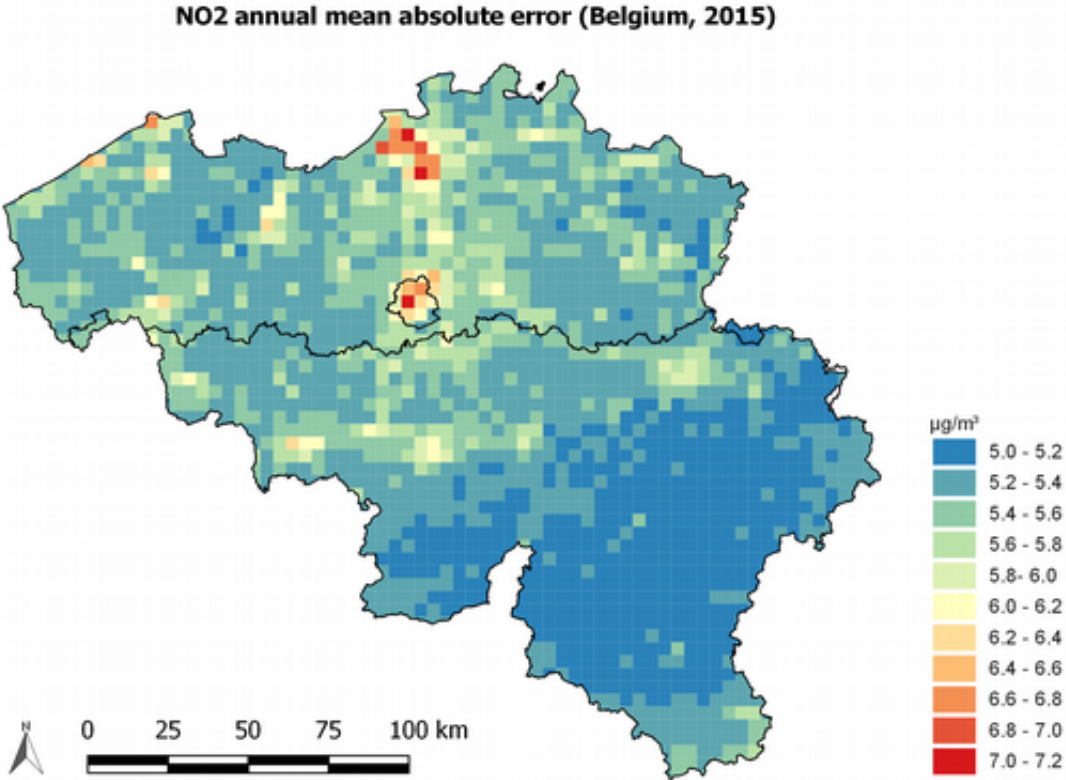 NO2 annual mean absolute error (Belgium, 2015)
µg/m³
5.0 - 5.2
5.2 - 5.4
5.4 - 5.6
5.6 - 5.8
5.8- 6.0
6.0 - 6.2
6.2 - 6.4
6.4 - 6.6
6.6 - 6.8
6.8 - 7.0
7.0 - 7.2
N
0 25 50 75 100 km